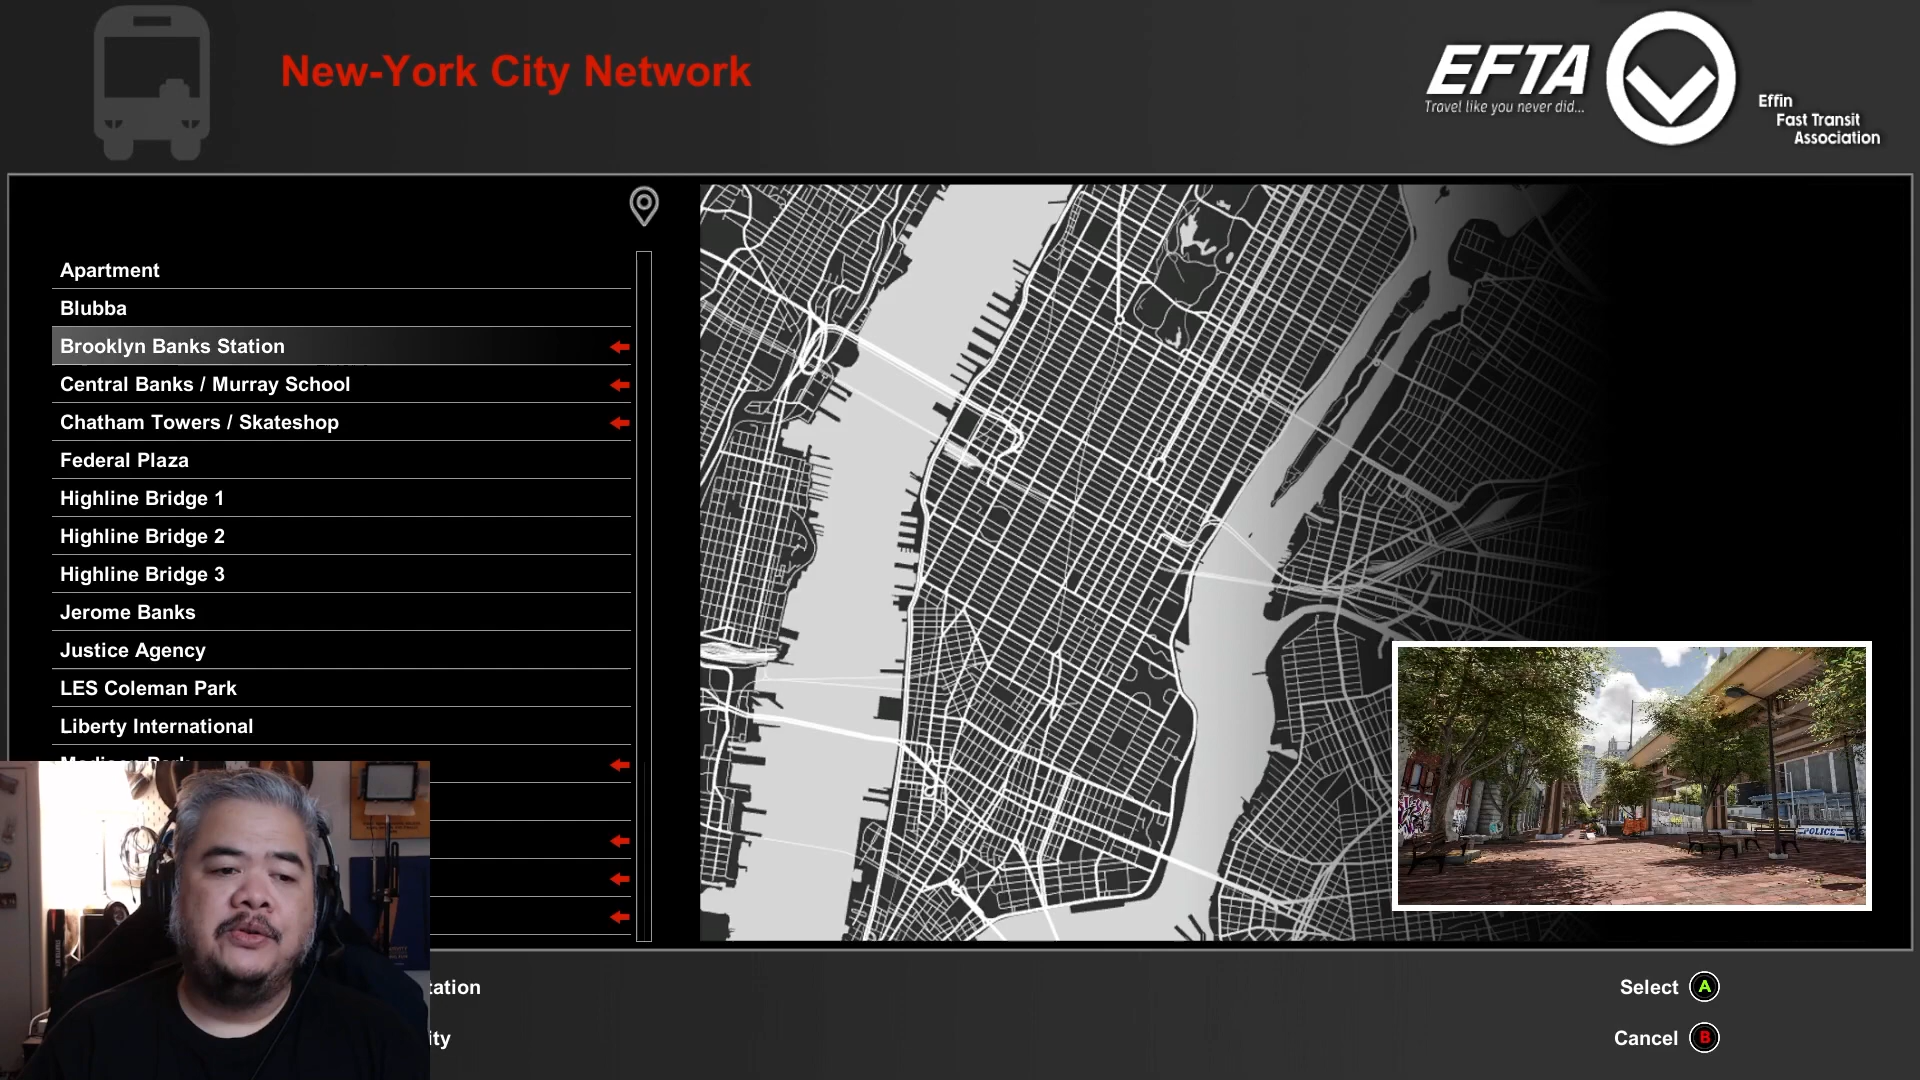 New-York City Network
EFTA
Travel like you never did...
Effin
Fast Transit
Association
Apartment
Blubba
Brooklyn Banks Station
Central Banks / Murray School
Chatham Towers / Skateshop
Federal Plaza
Highline Bridge 1
Highline Bridge 2
Highline Bridge 3
Jerome Banks
Justice Agency
LES Coleman Park
Liberty International
POLICE
tation
Select A
ity
Cancel B